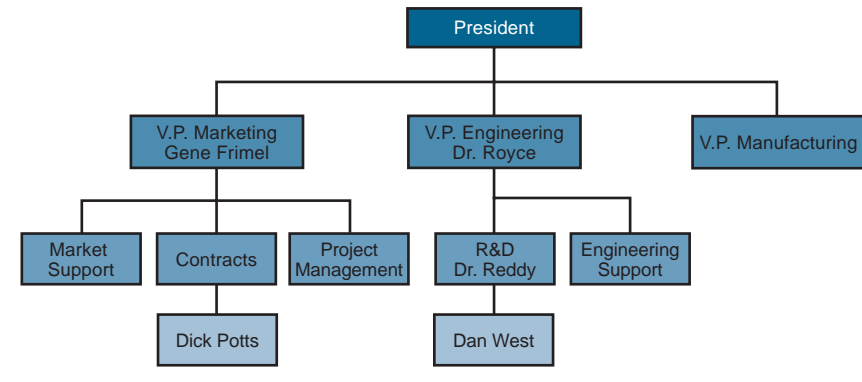 President
V.P. Marketing
Gene Frimel
V.P. Engineering
Dr. Royce
V.P. Manufacturing
Market
Support
Contracts
Project
Management
R&D
Dr. Reddy
Engineering
Support
Dick Potts
Dan West